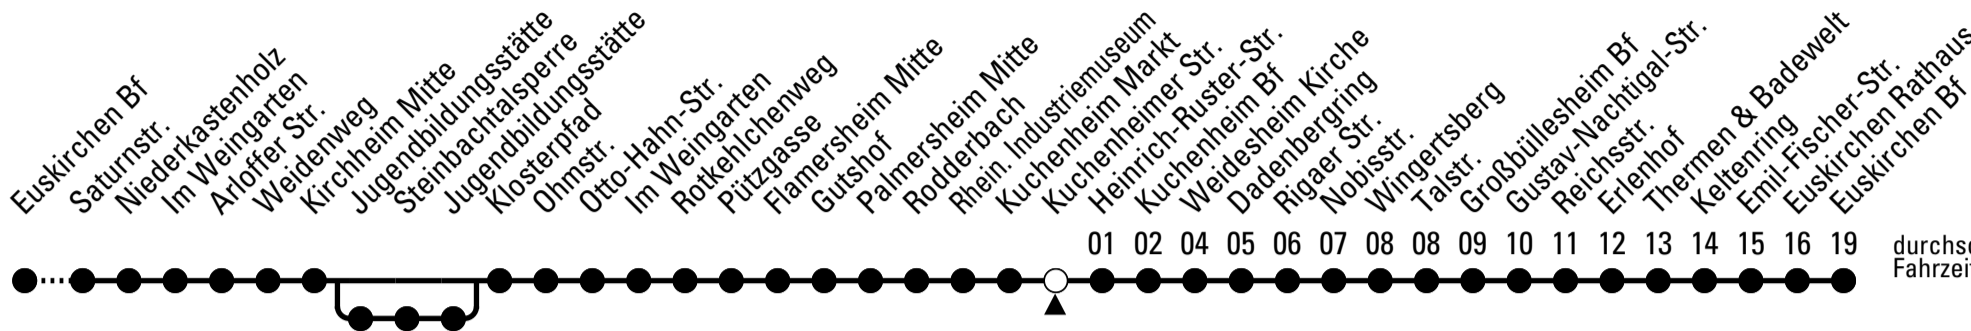 Euskirchen Bf
Saturnstr.
Niederkastenholz
Im Weingarten
Arloffer Str.
Weidenweg
Kirchheim Mitte
Jugendbildungsstätte
Steinbachtalsperre
Jugendbildungsstätte
Klosterpfad
Ohmstr.
Otto-Hahn-Str.
Im Weingarten
Rotkehlchenweg
Pützgasse
Flamersheim Mitte
Gutshof
Palmersheim Mitte
Rodderbach
Rhein. Industriemuseum
Kuchenheim Markt
Kuchenheimer Str.
Heinrich-Ruster-Str.
Kuchenheim Bf
Weidesheim Kirche
Dadenbergring
Rigaer Str.
Nobisstr.
Wingertsberg
Talstr.
Großbüllesheim Bf
Gustav-Nachtigal-Str.
Reichsstr.
Erlenhof
Thermen & Badewelt
Keltenring
Emil-Fischer-Str.
Euskirchen Rathaus
Euskirchen Bf
01 02 04 05 06 07 08 08 09 10 11 12 13 14 15 16 19